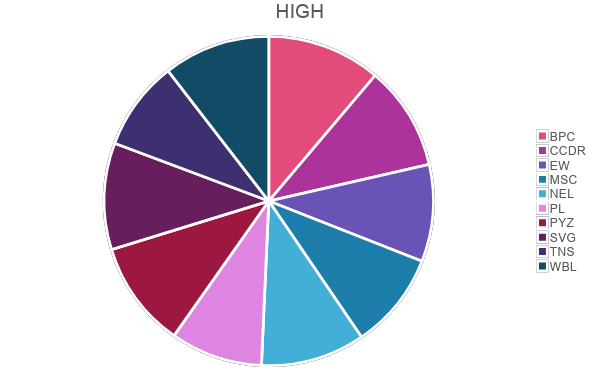 HIGH
BPC
CCDR
EW
MSC
NEL
PL
PYZ
SVG
TNS
WBL